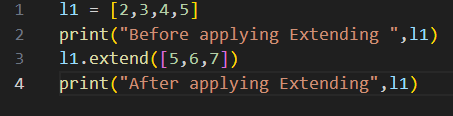 1 l1 = [2,3,4,5]
2 print("Before applying Extending ",l1)
3 l1.extend([5,6,7])
4 print("After applying Extending",l1)